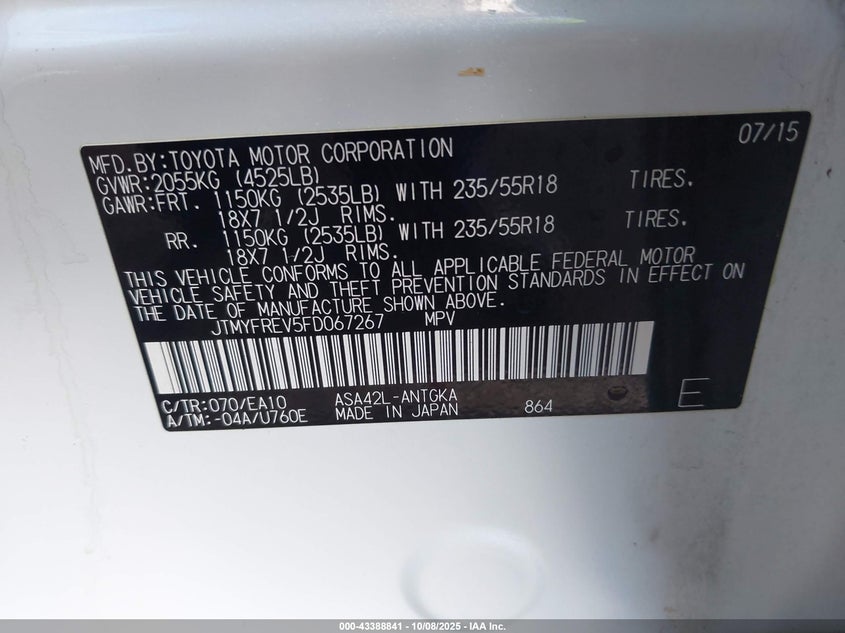 07/15
MFD.BY:TOYOTA MOTOR CORPORATION
GVWR:2055KG (4525LB)
GAWR:FRT. 1150KG (2535LB) WITH 235/55R18 TIRES.
18X7 1/2J RIMS.
RR. 1150KG (2535LB) WITH 235/55R18 TIRES.
18X7 1/2J RIMS.
THIS VEHICLE CONFORMS TO ALL APPLICABLE FEDERAL MOTOR
VEHICLE SAFETY AND THEFT PREVENTION STANDARDS IN EFFECT ON
THE DATE OF MANUFACTURE SHOWN ABOVE.
JTMYFREV5FD067267 MPV
C/TR:070/EA10 ASA42L-ANTGKA
A/TM:-04A/U760E MADE IN JAPAN 864 E
000-43388841 - 10/08/2025 - IAA Inc.